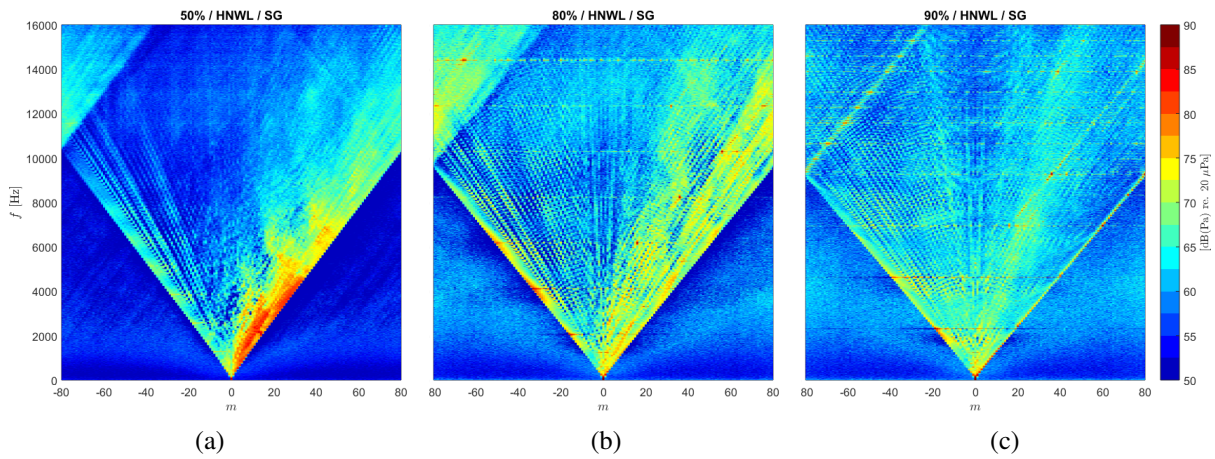 50% / HNWL / SG
80% / HNWL / SG
90% / HNWL / SG
16000
14000
12000
10000
8000
6000
4000
2000
0
f [Hz]
-80 -60 -40 -20 0 20 40 60 80
-80 -60 -40 -20 0 20 40 60 80
-80 -60 -40 -20 0 20 40 60 80
m
m
m
90
85
80
75
70
65
60
55
50
[dB(Pa) re. 20 μPa]
(a)
(b)
(c)